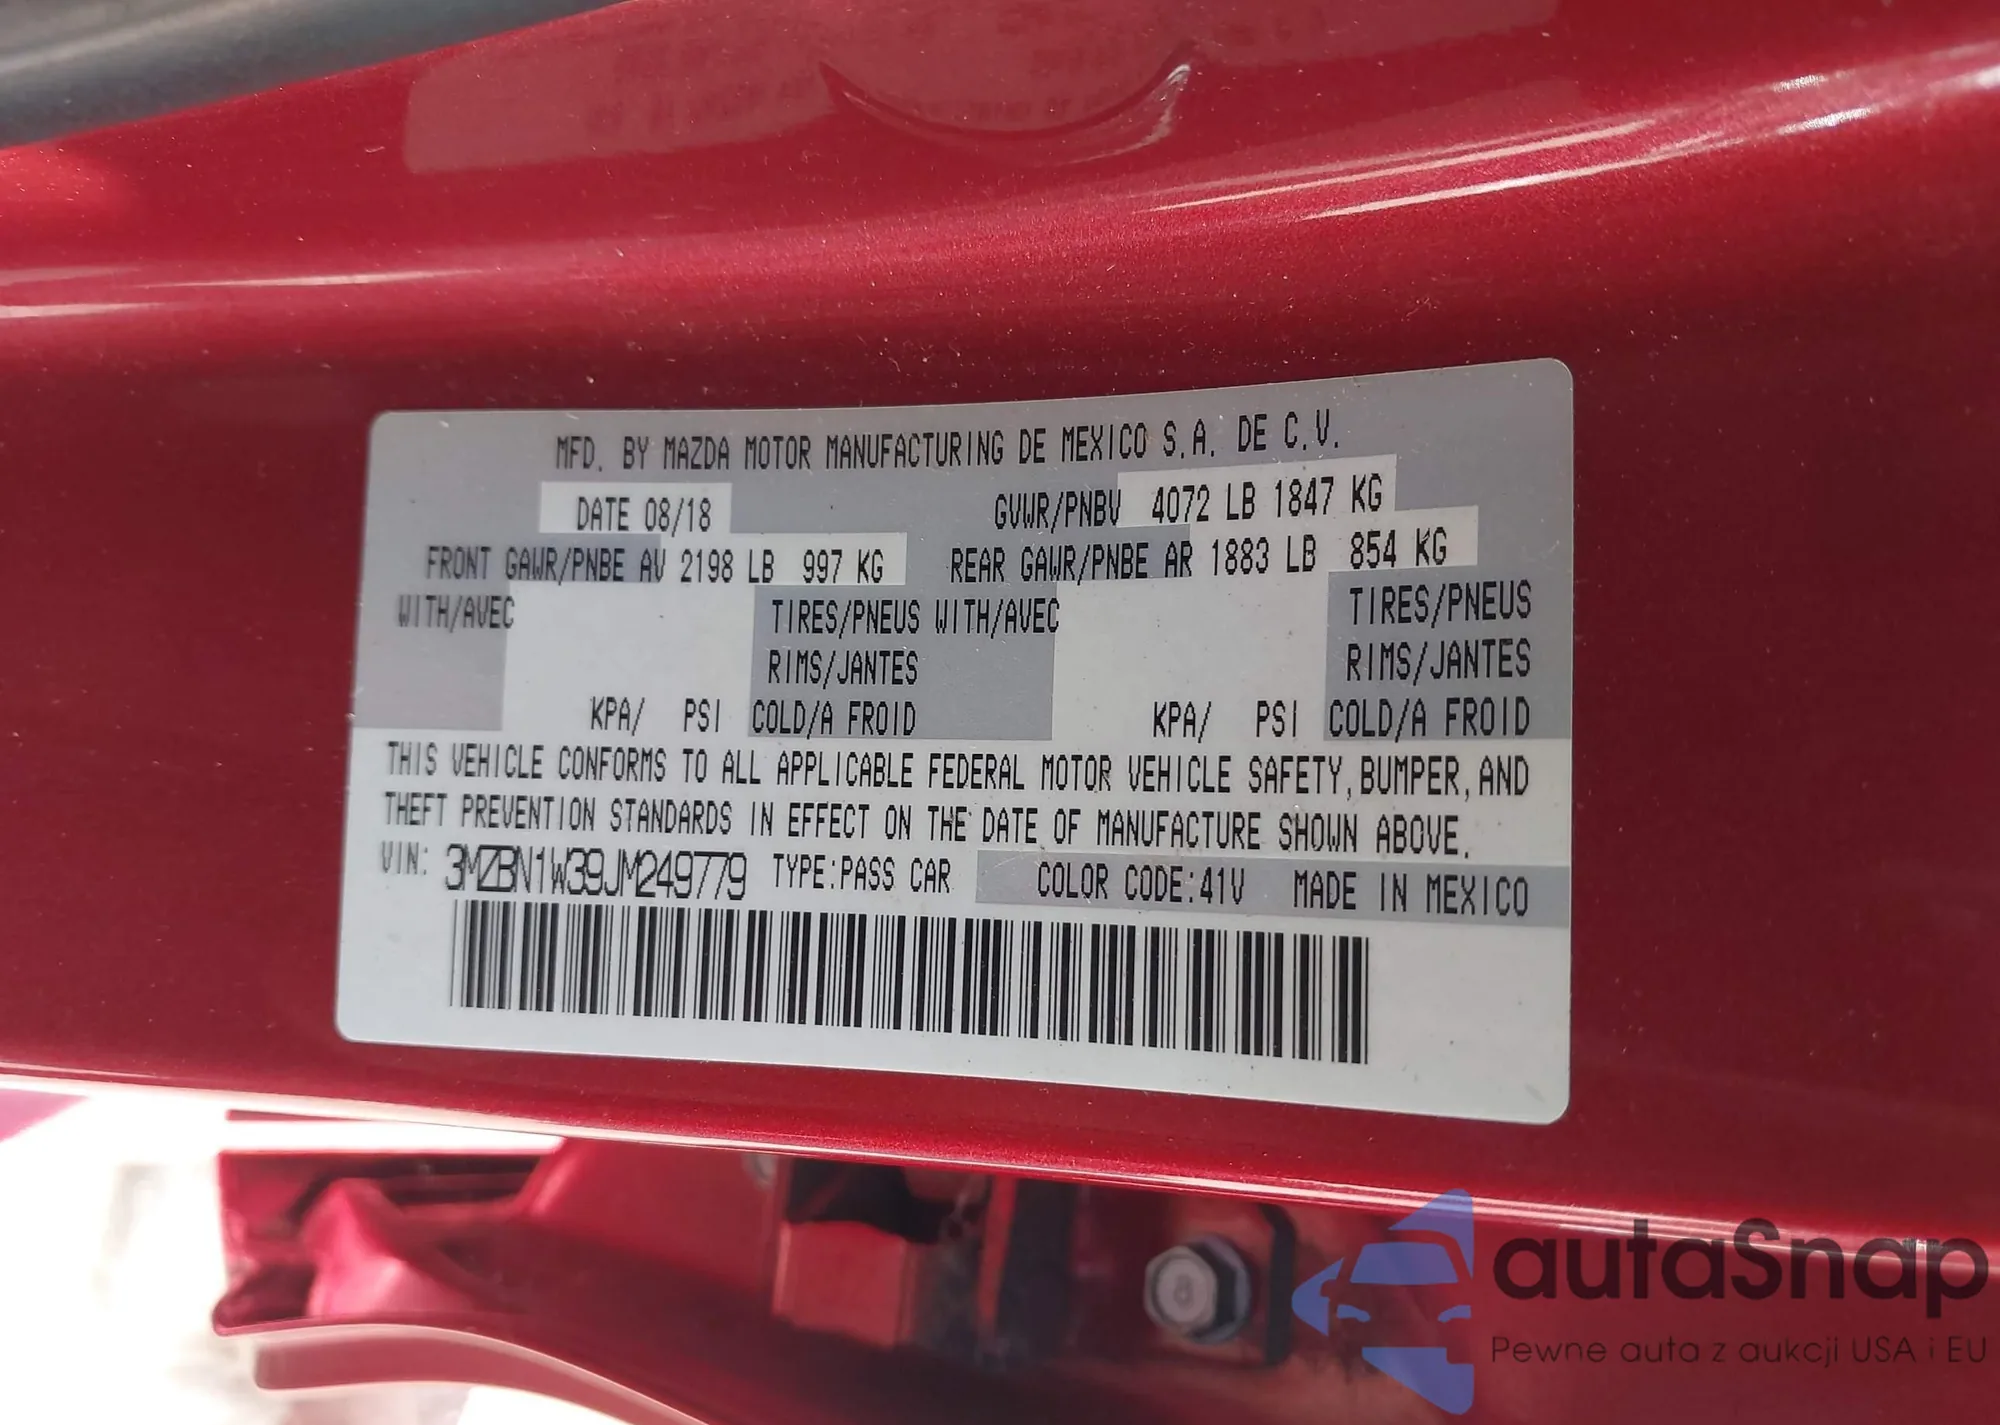 MFD. BY MAZDA MOTOR MANUFACTURING DE MEXICO S.A. DE C.V.
DATE 08/18 GVWR/PNBV 4072 LB 1847 KG
FRONT GAWR/PNBE AV 2198 LB 997 KG REAR GAWR/PNBE AR 1883 LB 854 KG
WITH/AVEC TIRES/PNEUS WITH/AVEC TIRES/PNEUS
RIMS/JANTES RIMS/JANTES
KPA/ PSI COLD/A FROID KPA/ PSI COLD/A FROID
THIS VEHICLE CONFORMS TO ALL APPLICABLE FEDERAL MOTOR VEHICLE SAFETY, BUMPER, AND
THEFT PREVENTION STANDARDS IN EFFECT ON THE DATE OF MANUFACTURE SHOWN ABOVE.
VIN: 3MZBN1W39JM249779 TYPE:PASS CAR COLOR CODE:41V MADE IN MEXICO
autoSnap
Pewne auta z aukcji USA i EU